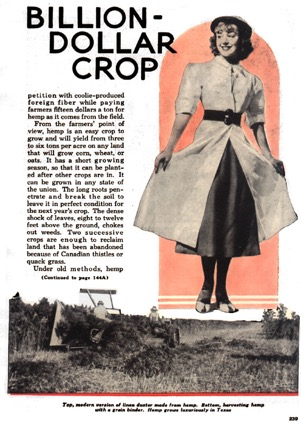 BILLION-
DOLLAR
CROP
petition with coolie-produced
foreign fiber while paying
farmers fifteen dollars a ton for
hemp as it comes from the field.
From the farmers' point of
view, hemp is an easy crop to
grow and will yield from three
to six tons per acre on any land
that will grow corn, wheat, or
oats. It has a short growing
season, so that it can be plant-
ed after other crops are in. It
can be grown in any state of
the union. The long roots pen-
etrate and break the soil to
leave it in perfect condition for
the next year's crop. The dense
shock of leaves, eight to twelve
feet above the ground, chokes
out weeds. Two successive
crops are enough to reclaim
land that has been abandoned
because of Canadian thistles or
quack grass.
Under old methods, hemp
(Continued to page 144A)
Top, modern version of linen duster made from hemp. Bottom, harvesting hemp
with a grain binder. Hemp grows luxuriously in Texas
239